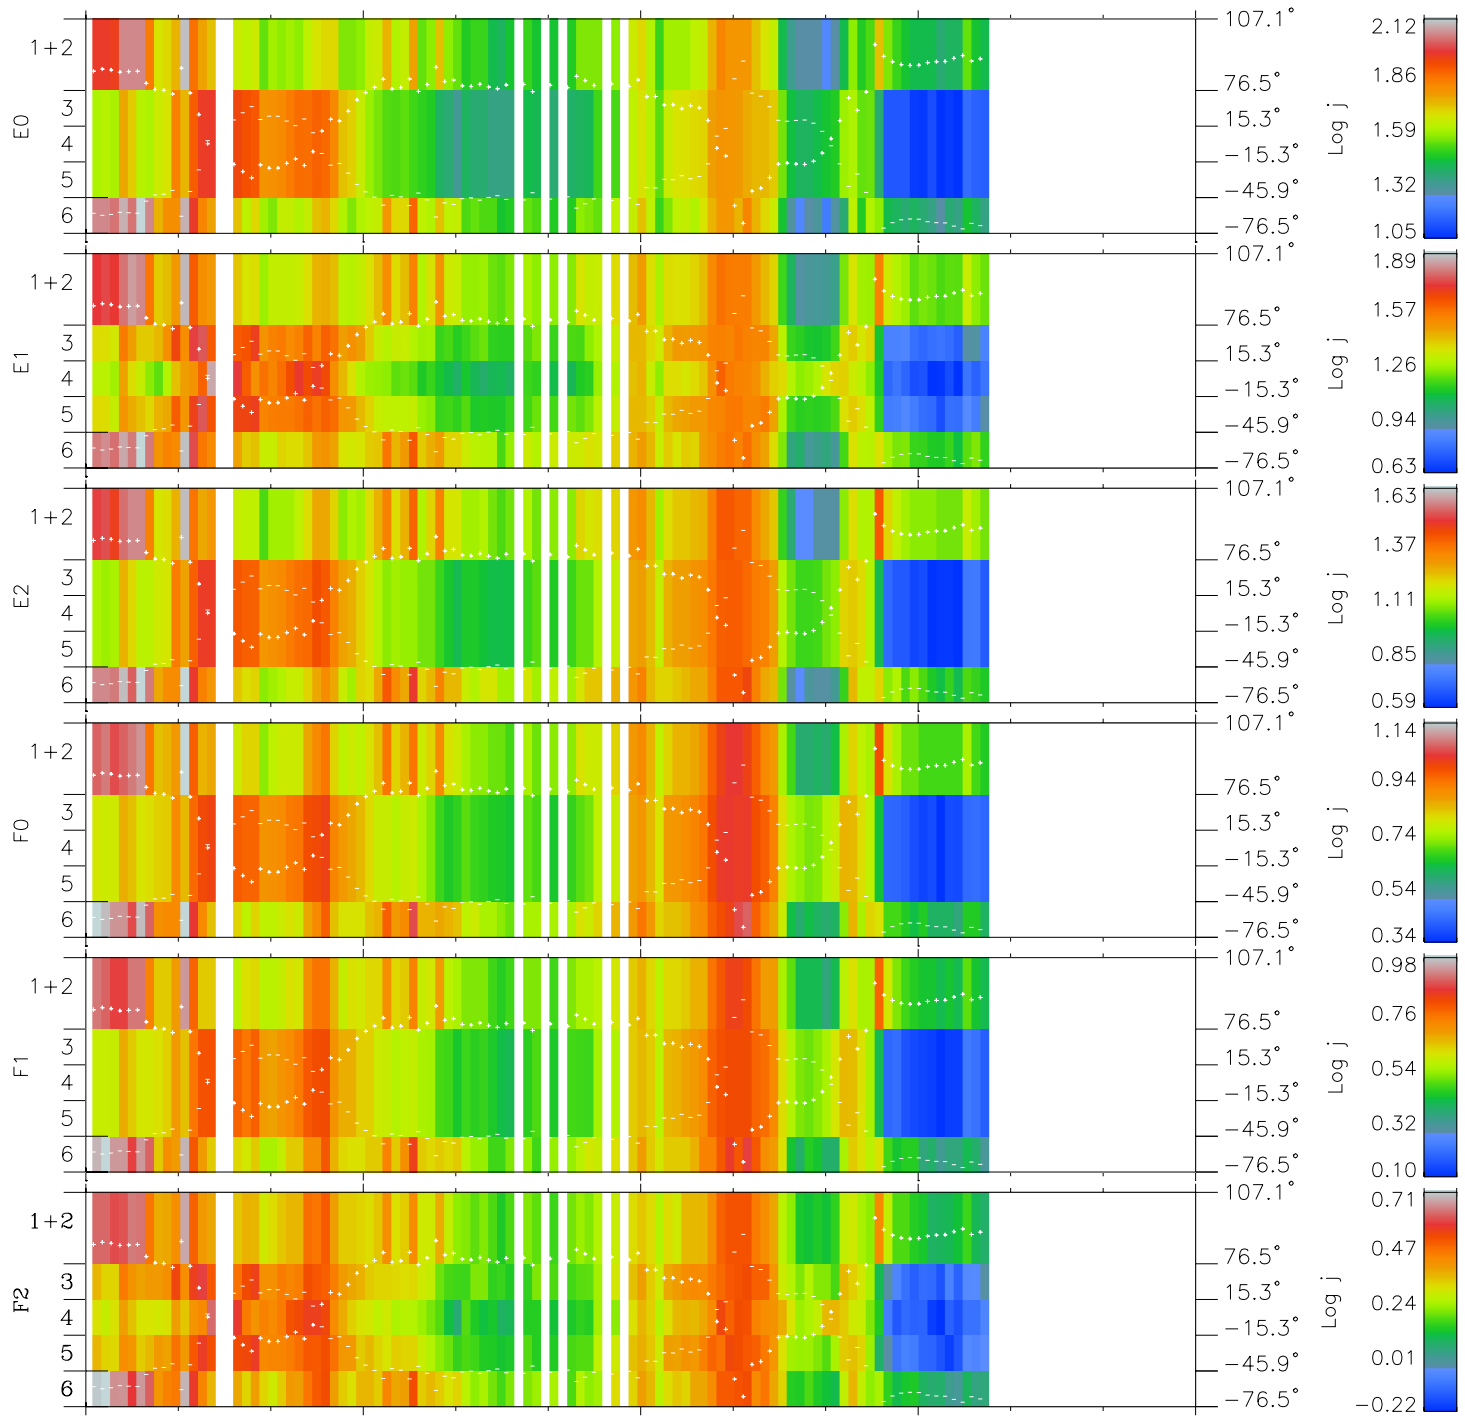 E0 1+2 3 4 5 6 107.1° 76.5° 15.3° −15.3° −45.9° −76.5° Log j 2.12 1.86 1.59 1.32 1.05
E1 1+2 3 4 5 6 107.1° 76.5° 15.3° −15.3° −45.9° −76.5° Log j 1.89 1.57 1.26 0.94 0.63
E2 1+2 3 4 5 6 107.1° 76.5° 15.3° −15.3° −45.9° −76.5° Log j 1.63 1.37 1.11 0.85 0.59
F0 1+2 3 4 5 6 107.1° 76.5° 15.3° −15.3° −45.9° −76.5° Log j 1.14 0.94 0.74 0.54 0.34
F1 1+2 3 4 5 6 107.1° 76.5° 15.3° −15.3° −45.9° −76.5° Log j 0.98 0.76 0.54 0.32 0.10
F2 1+2 3 4 5 6 107.1° 76.5° 15.3° −15.3° −45.9° −76.5° Log j 0.71 0.47 0.24 0.01 −0.22